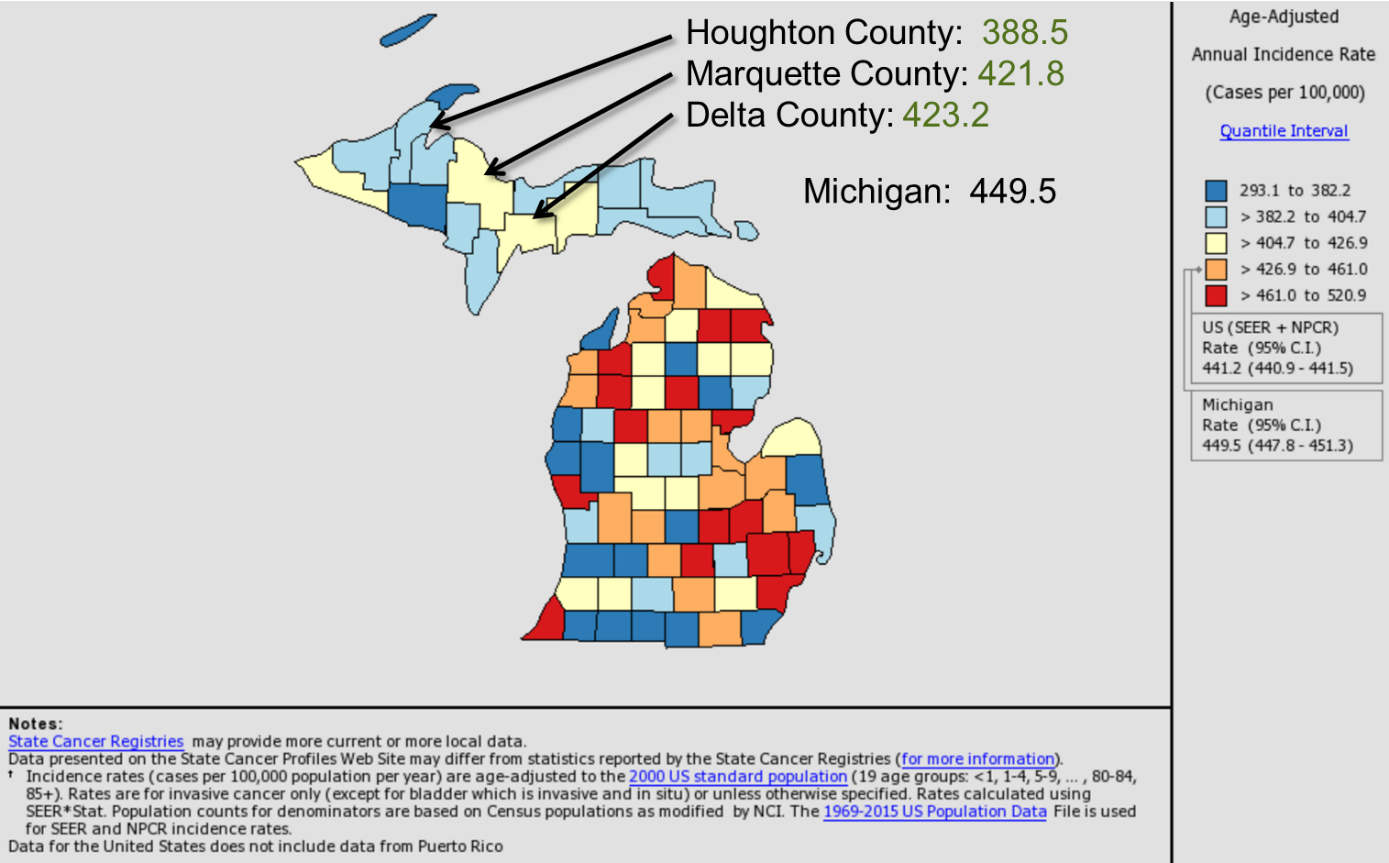 Houghton County: 388.5
Marquette County: 421.8
Delta County: 423.2
Michigan: 449.5
Age-Adjusted
Annual Incidence Rate
(Cases per 100,000)
Quantile Interval
293.1 to 382.2
> 382.2 to 404.7
> 404.7 to 426.9
> 426.9 to 461.0
> 461.0 to 520.9
US (SEER + NPCR)
Rate (95% C.I.)
441.2 (440.9 - 441.5)
Michigan
Rate (95% C.I.)
449.5 (447.8 - 451.3)
Notes:
State Cancer Registries may provide more current or more local data.
Data presented on the State Cancer Profiles Web Site may differ from statistics reported by the State Cancer Registries (for more information).
† Incidence rates (cases per 100,000 population per year) are age-adjusted to the 2000 US standard population (19 age groups: <1, 1-4, 5-9, ... , 80-84,
85+). Rates are for invasive cancer only (except for bladder which is invasive and in situ) or unless otherwise specified. Rates calculated using
SEER*Stat. Population counts for denominators are based on Census populations as modified by NCI. The 1969-2015 US Population Data File is used
for SEER and NPCR incidence rates.
Data for the United States does not include data from Puerto Rico